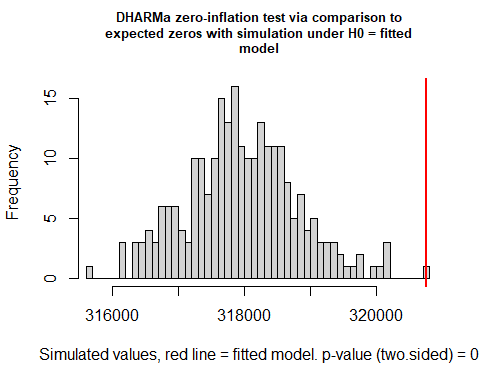 DHARMa zero-inflation test via comparison to
expected zeros with simulation under H0 = fitted
model
Frequency
15
10
5
0
316000 318000 320000
Simulated values, red line = fitted model. p-value (two.sided) = 0